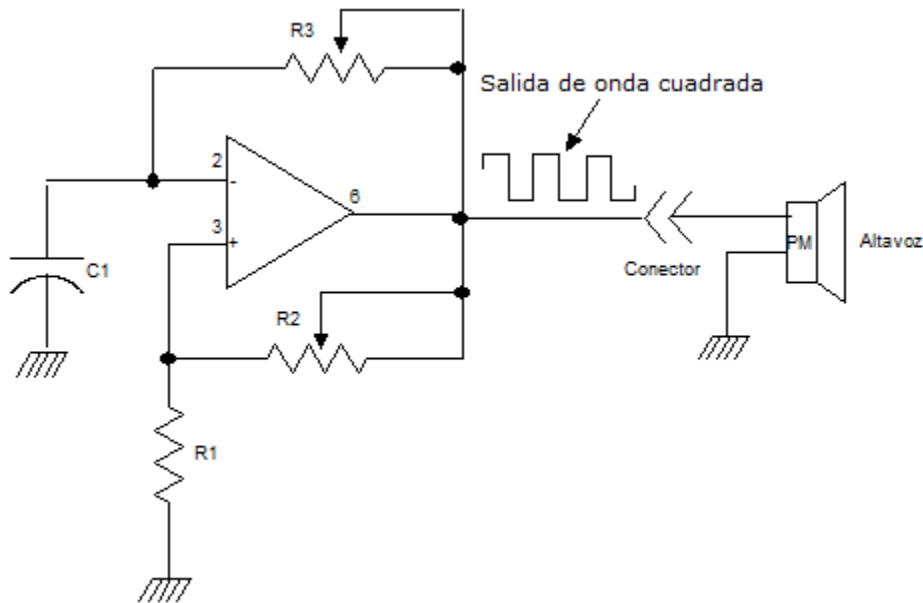 R3
Salida de onda cuadrada
2
-
6
3
+
C1
PM
Altavoz
Conector
R2
R1